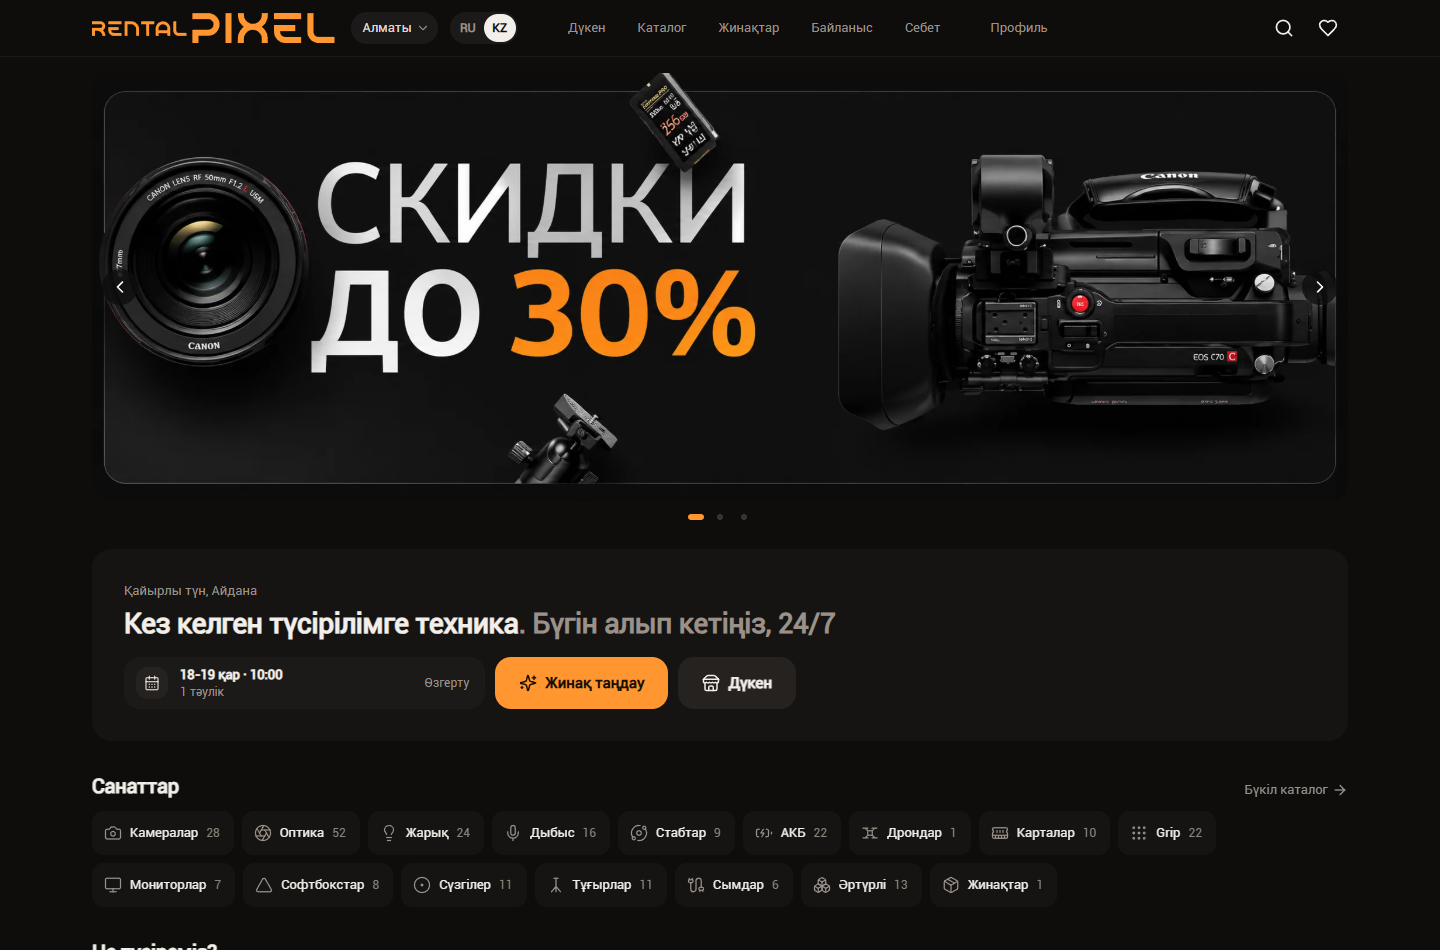 RENTAL PIXEL
Алматы
RU KZ
Дүкен
Каталог
Жинақтар
Байланыс
Себет
Профиль
CANON LENS RF 50mm F1.2 L USM
CANON
256
СКИДКИ
ДО 30%
Canon
EOS C70
Қайырлы түн, Айдана
Кез келген түсірілімге техника. Бүгін алып кетіңіз, 24/7
18-19 қар · 10:00
1 тәулік
Өзгерту
Жинақ таңдау
Дүкен
Санаттар
Бүкіл каталог
Камералар 28
Оптика 52
Жарық 24
Дыбыс 16
Стабтар 9
АКБ 22
Дрондар 1
Карталар 10
Grip 22
Мониторлар 7
Софтбокстар 8
Сүзгілер 11
Тұғырлар 11
Сымдар 6
Әртүрлі 13
Жинақтар 1
Не түсіреміз?